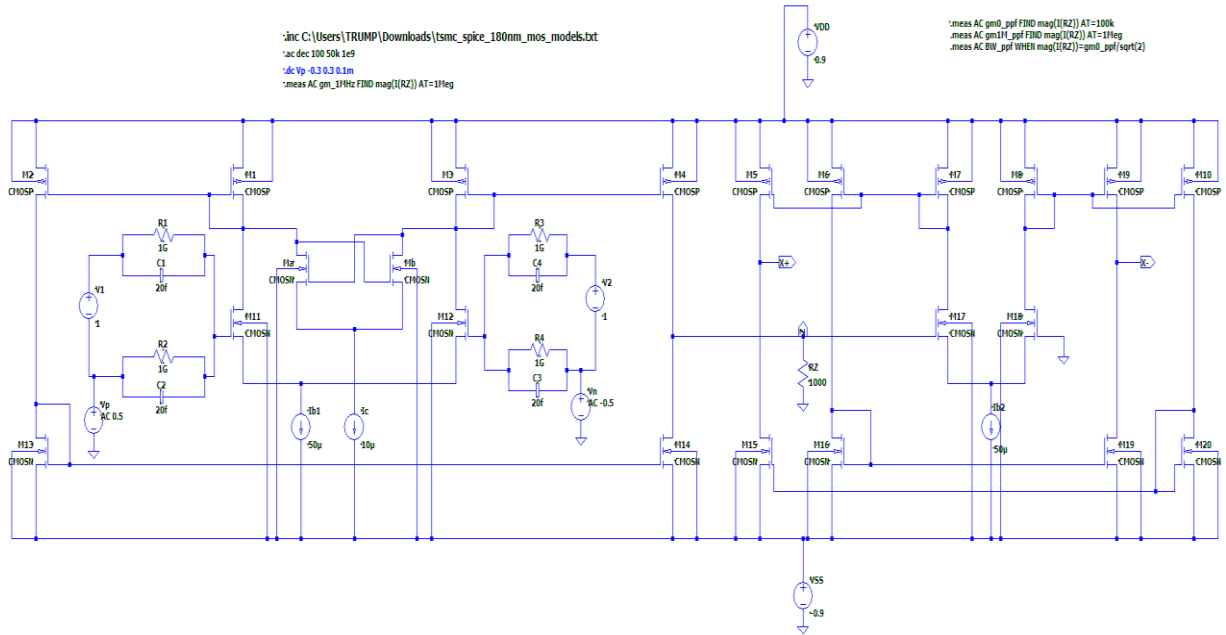 .inc C:\Users\TRUMP\Downloads\tsmc_spice_180nm_mos_models.txt
.ac dec 100 50k 1e9
.dc Vp -0.3 0.3 0.1m
.meas AC gm_1MHz FIND mag(I(RZ)) AT=1Meg
VDD
0.9
.meas AC gm0_ppf FIND mag(I(RZ)) AT=100k
.meas AC gm1M_ppf FIND mag(I(RZ)) AT=1Meg
.meas AC BW_ppf WHEN mag(I(RZ))=gm0_ppf/sqrt(2)
M2
CMOSP
M1
CMOSP
M3
CMOSP
M4
CMOSP
M5
CMOSP
M6
CMOSP
M7
CMOSP
M8
CMOSP
M9
CMOSP
M10
CMOSP
R1
1G
C1
20f
R3
1G
C4
20f
Ma
CMOSN
Mb
CMOSN
X+
X-
V1
1
V2
1
M11
CMOSN
M12
CMOSN
M17
CMOSN
M18
CMOSN
Z
R2
1G
C2
20f
R4
1G
C3
20f
RZ
1000
Vp
AC 0.5
Vn
AC -0.5
Ib1
50µ
Ic
10µ
Ib2
50µ
M13
CMOSN
M14
CMOSN
M15
CMOSN
M16
CMOSN
M19
CMOSN
M20
CMOSN
VSS
-0.9